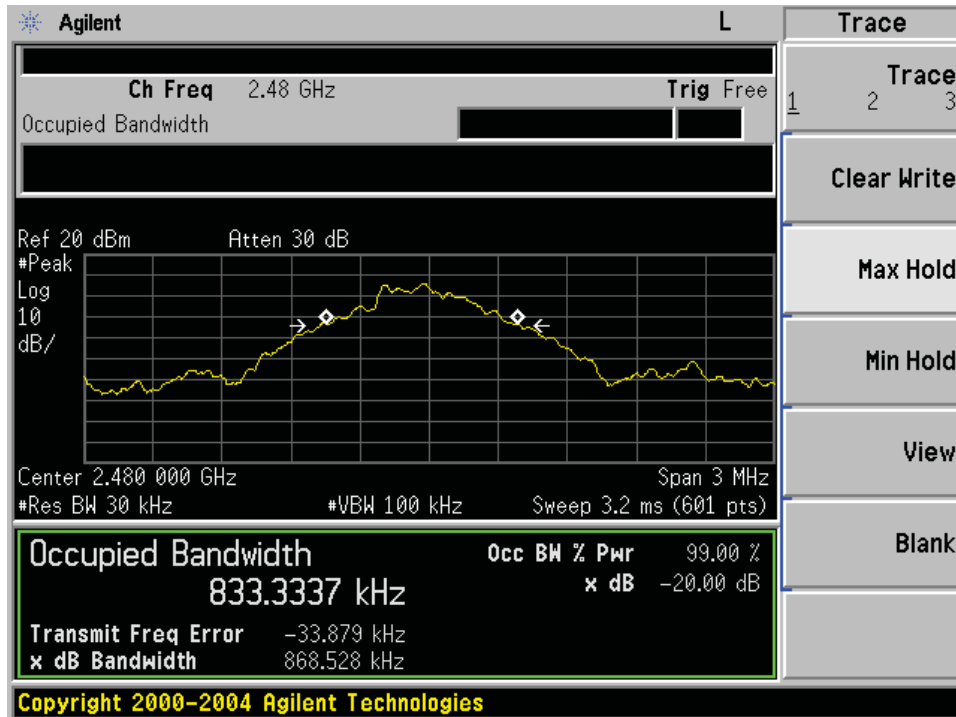 Agilent L Trace
Ch Freq 2.48 GHz Trig Free
Occupied Bandwidth
Trace
1 2 3
Clear Write
Max Hold
Min Hold
View
Blank
Ref 20 dBm Atten 30 dB
#Peak
Log
10
dB/
Center 2.480 000 GHz Span 3 MHz
#Res BW 30 kHz #VBW 100 kHz Sweep 3.2 ms (601 pts)
Occupied Bandwidth Occ BW % Pwr 99.00 %
833.3337 kHz x dB -20.00 dB
Transmit Freq Error -33.879 kHz
x dB Bandwidth 868.528 kHz
Copyright 2000-2004 Agilent Technologies